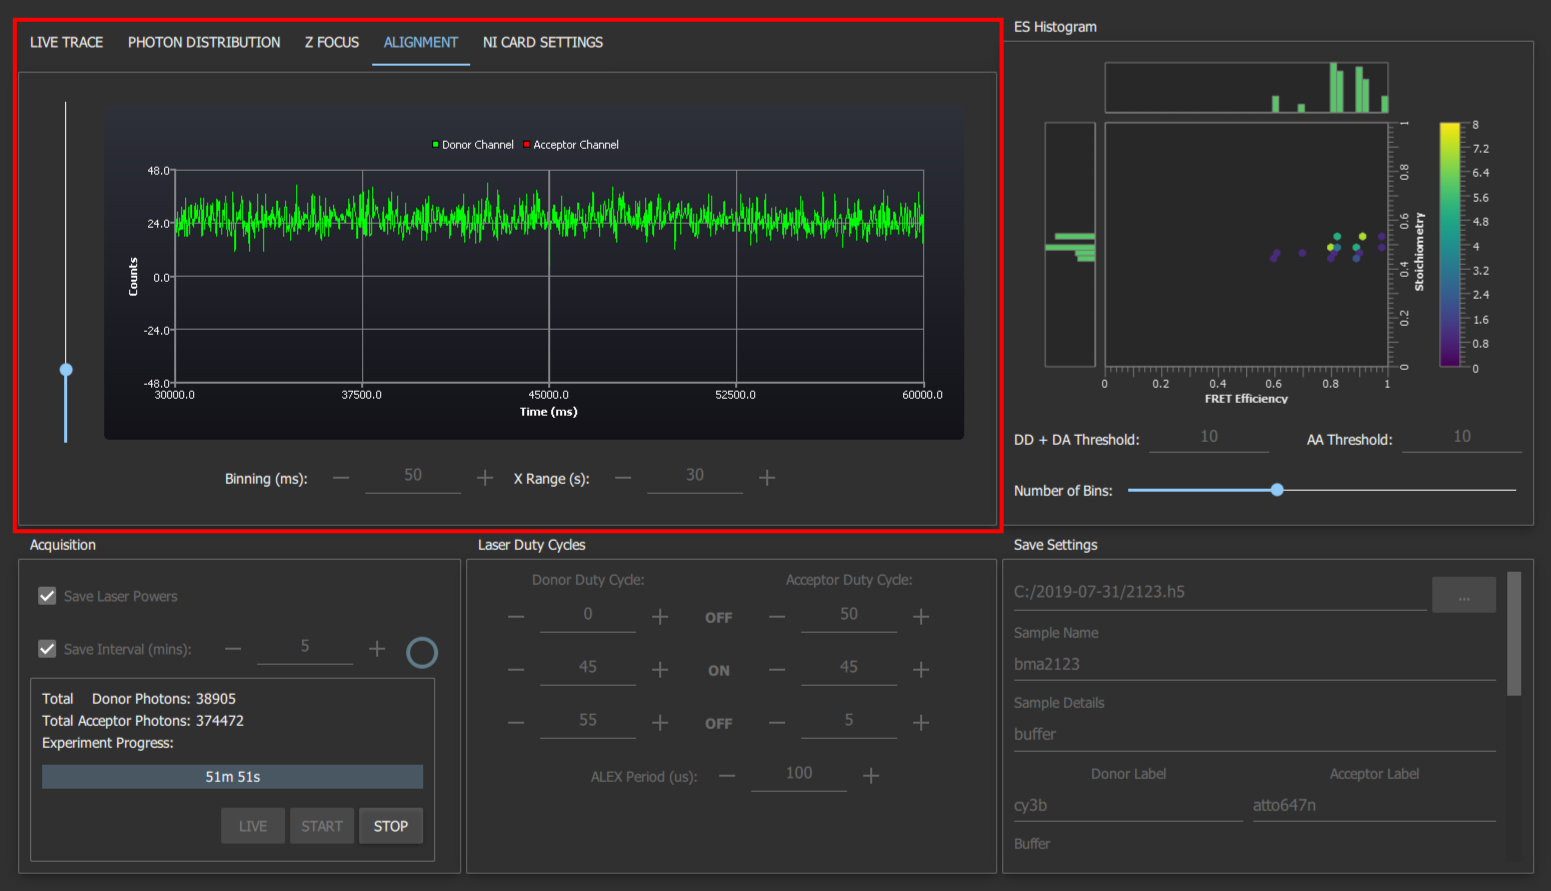 LIVE TRACE PHOTON DISTRIBUTION Z FOCUS ALIGNMENT NI CARD SETTINGS
Donor Channel Acceptor Channel
48.0
24.0
0.0
-24.0
-48.0
Counts
30000.0 37500.0 45000.0 52500.0 60000.0
Time (ms)
Binning (ms): — 50 + X Range (s): — 30 +
ES Histogram
1
0.8
0.6
0.4
0.2
0
Stoichiometry
0 0.2 0.4 0.6 0.8 1
FRET Efficiency
8
7.2
6.4
5.6
4.8
4
3.2
2.4
1.6
0.8
0
DD + DA Threshold: 10 AA Threshold: 10
Number of Bins:
Acquisition
Save Laser Powers
Save Interval (mins): — 5 +
Total Donor Photons: 38905
Total Acceptor Photons: 374472
Experiment Progress:
51m 51s
LIVE START STOP
Laser Duty Cycles
Donor Duty Cycle: Acceptor Duty Cycle:
— 0 + OFF — 50 +
— 45 + ON — 45 +
— 55 + OFF — 5 +
ALEX Period (us): — 100 +
Save Settings
C:/2019-07-31/2123.h5 ...
Sample Name
bma2123
Sample Details
buffer
Donor Label Acceptor Label
cy3b atto647n
Buffer